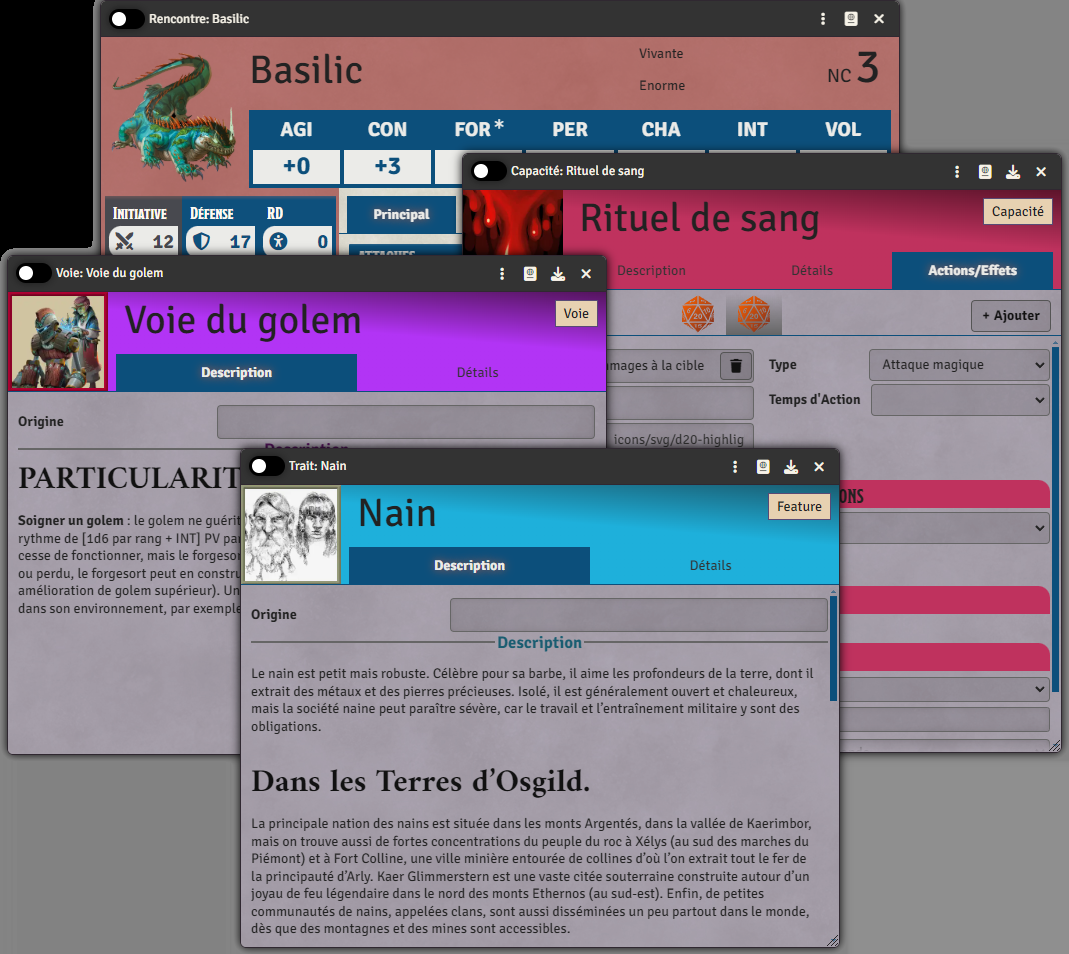 Rencontre: Basilic
Basilic
Vivante
Enorme
NC 3
AGI CON FOR* PER CHA INT VOL
+0 +3
INITIATIVE DÉFENSE RD
12 17 0
Principal
ATTAQUES
Capacité: Rituel de sang
Rituel de sang
Capacité
Description Détails Actions/Effets
+ Ajouter
mages à la cible
Type Attaque magique
Temps d'Action
icons/svg/d20-highlig
ONS
Voie: Voie du golem
Voie du golem
Voie
Description Détails
Origine
Description
PARTICULARIT
Soigner un golem : le golem ne guérit
rythme de [1d6 par rang + INT] PV pa
cesse de fonctionner, mais le forgesor
ou perdu, le forgesort peut en constru
amélioration de golem supérieur). Un
dans son environnement, par exemple
Trait: Nain
Nain
Feature
Description Détails
Origine
Description
Le nain est petit mais robuste. Célèbre pour sa barbe, il aime les profondeurs de la terre, dont il
extrait des métaux et des pierres précieuses. Isolé, il est généralement ouvert et chaleureux,
mais la société naine peut paraître sévère, car le travail et l'entraînement militaire y sont des
obligations.
Dans les Terres d'Osgild.
La principale nation des nains est située dans les monts Argentés, dans la vallée de Kaerimbor,
mais on trouve aussi de fortes concentrations du peuple du roc à Xélys (au sud des marches du
Piémont) et à Fort Colline, une ville minière entourée de collines d'où l'on extrait tout le fer de
la principauté d'Arly. Kaer Glimmerstern est une vaste citée souterraine construite autour d'un
joyau de feu légendaire dans le nord des monts Ethernos (au sud-est). Enfin, de petites
communautés de nains, appelées clans, sont aussi disséminées un peu partout dans le monde,
dès que des montagnes et des mines sont accessibles.